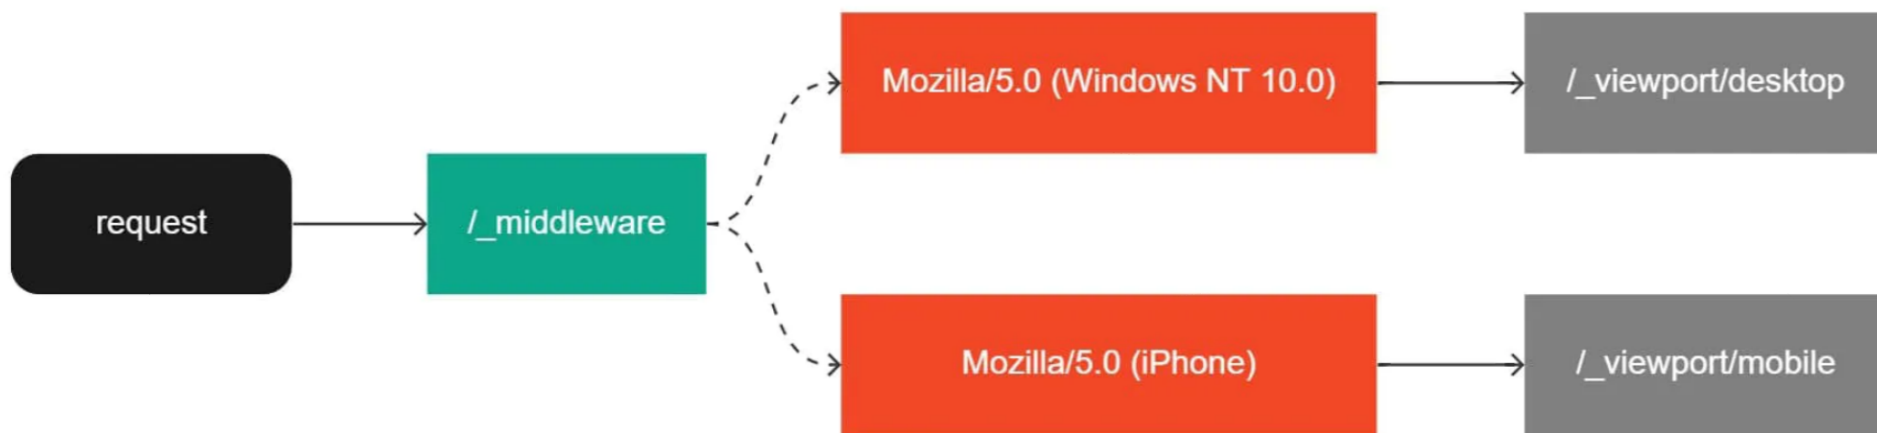 request
/_middleware
Mozilla/5.0 (Windows NT 10.0)
/_viewport/desktop
Mozilla/5.0 (iPhone)
/_viewport/mobile